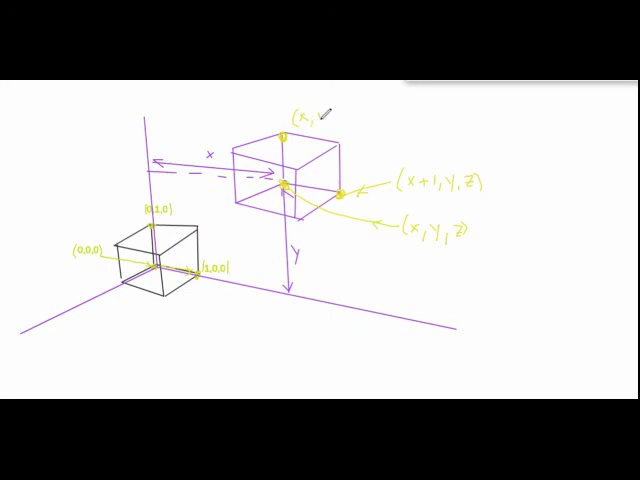 (x,
x
(x+1, y, z)
(x, y, z)
(0,1,0)
(0,0,0)
(1,0,0)
y